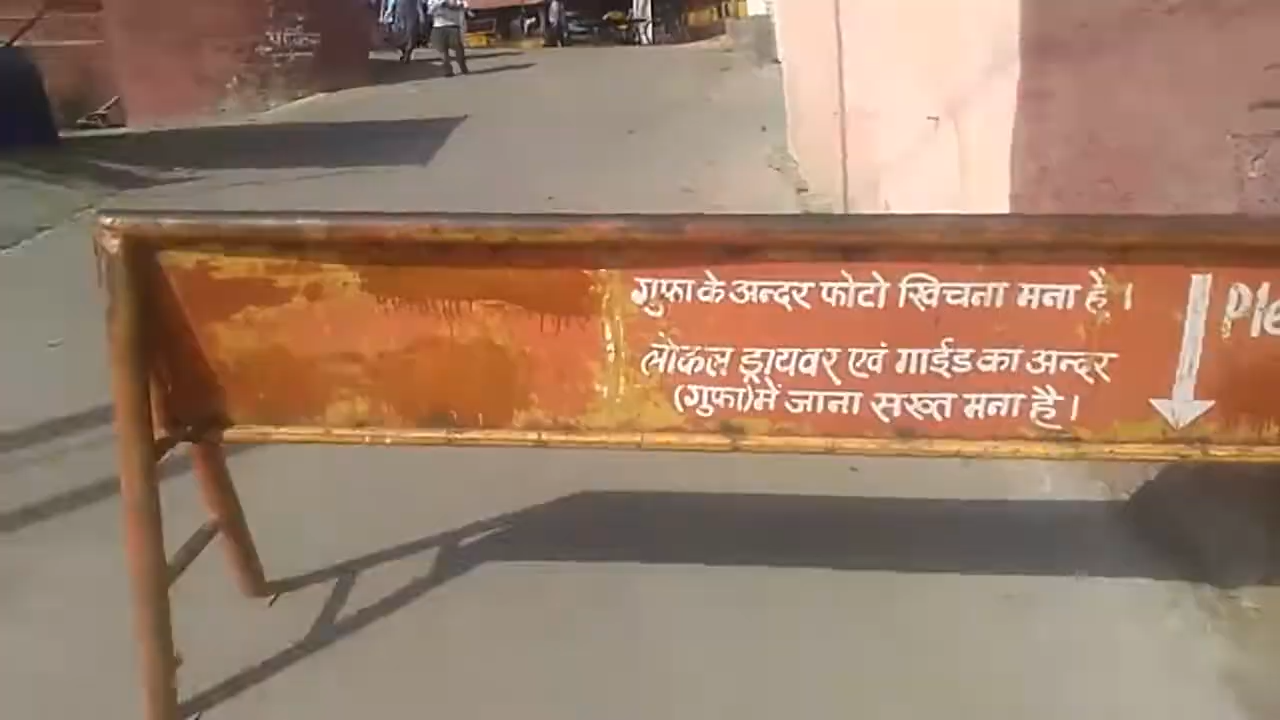 गुफा के अन्दर फोटो खिचना मना है।
लोकल ड्रायवर एवं गाईड का अन्दर
(गुफा) में जाना सख्त मना है।
Ple